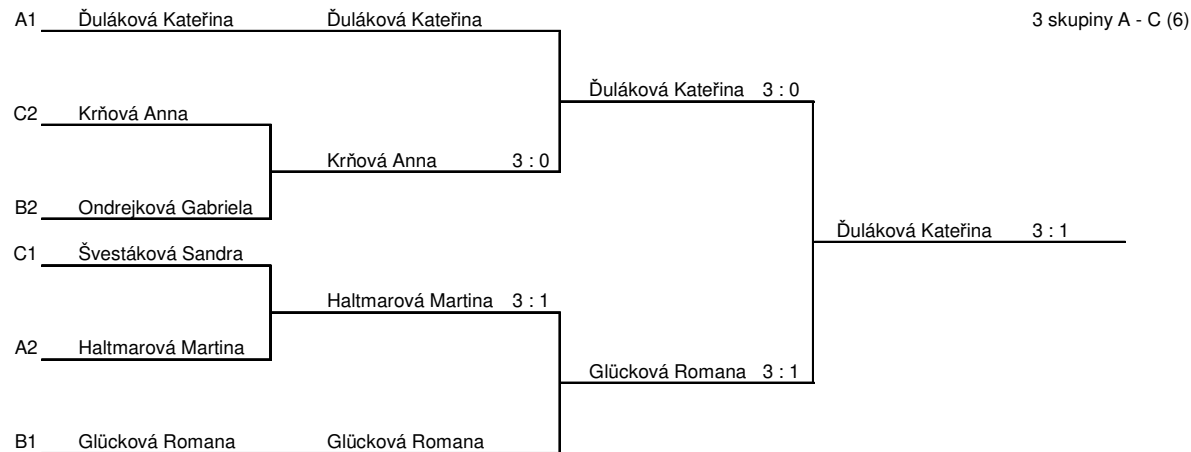 A1 Ďuláková Kateřina Ďuláková Kateřina 3 skupiny A - C (6)
Ďuláková Kateřina 3 : 0
C2 Krňová Anna
Krňová Anna 3 : 0
B2 Ondrejková Gabriela
Ďuláková Kateřina 3 : 1
C1 Švestáková Sandra
Haltmarová Martina 3 : 1
A2 Haltmarová Martina
Glücková Romana 3 : 1
B1 Glücková Romana Glücková Romana